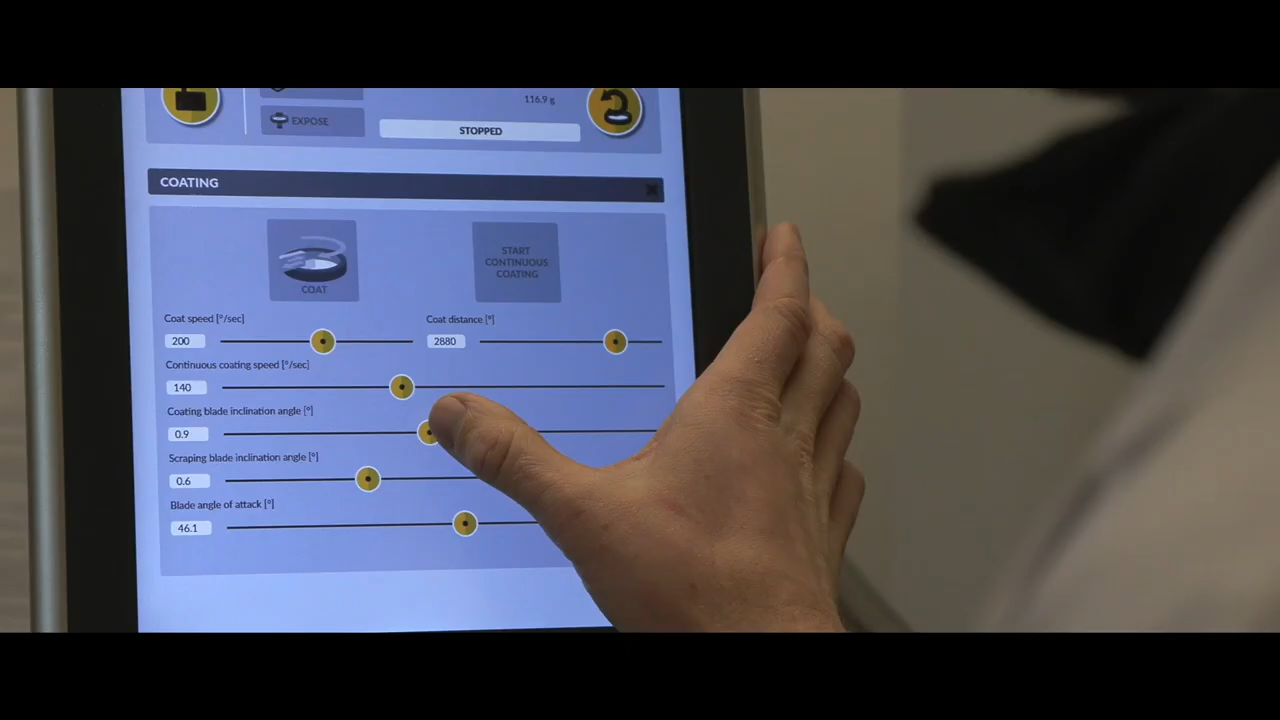 116.9 g
EXPOSE
STOPPED
COATING
COAT
START
CONTINUOUS
COATING
Coat speed [°/sec]
Coat distance [°]
200
2880
Continuous coating speed [°/sec]
140
Coating blade inclination angle [°]
0.9
Scraping blade inclination angle [°]
0.6
Blade angle of attack [°]
46.1